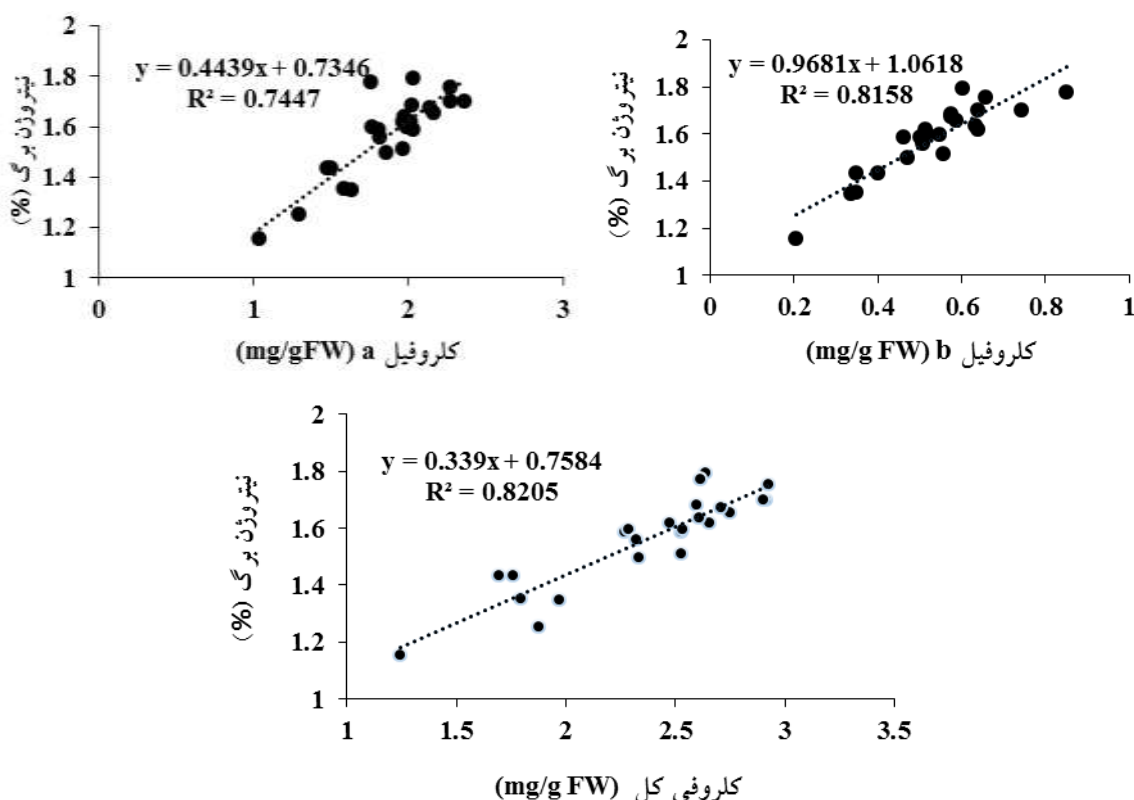 y = 0.4439x + 0.7346
R² = 0.7447
نیتروژن برگ (%)
2
1.8
1.6
1.4
1.2
1
0
1
2
3
کلروفیل a (mg/gFW)
y = 0.9681x + 1.0618
R² = 0.8158
نیتروژن برگ (%)
2
1.8
1.6
1.4
1.2
1
0
0.2
0.4
0.6
0.8
1
کلروفیل b (mg/g FW)
y = 0.339x + 0.7584
R² = 0.8205
نیتروژن برگ (%)
2
1.8
1.6
1.4
1.2
1
1
1.5
2
2.5
3
3.5
کلروفی کل (mg/g FW)